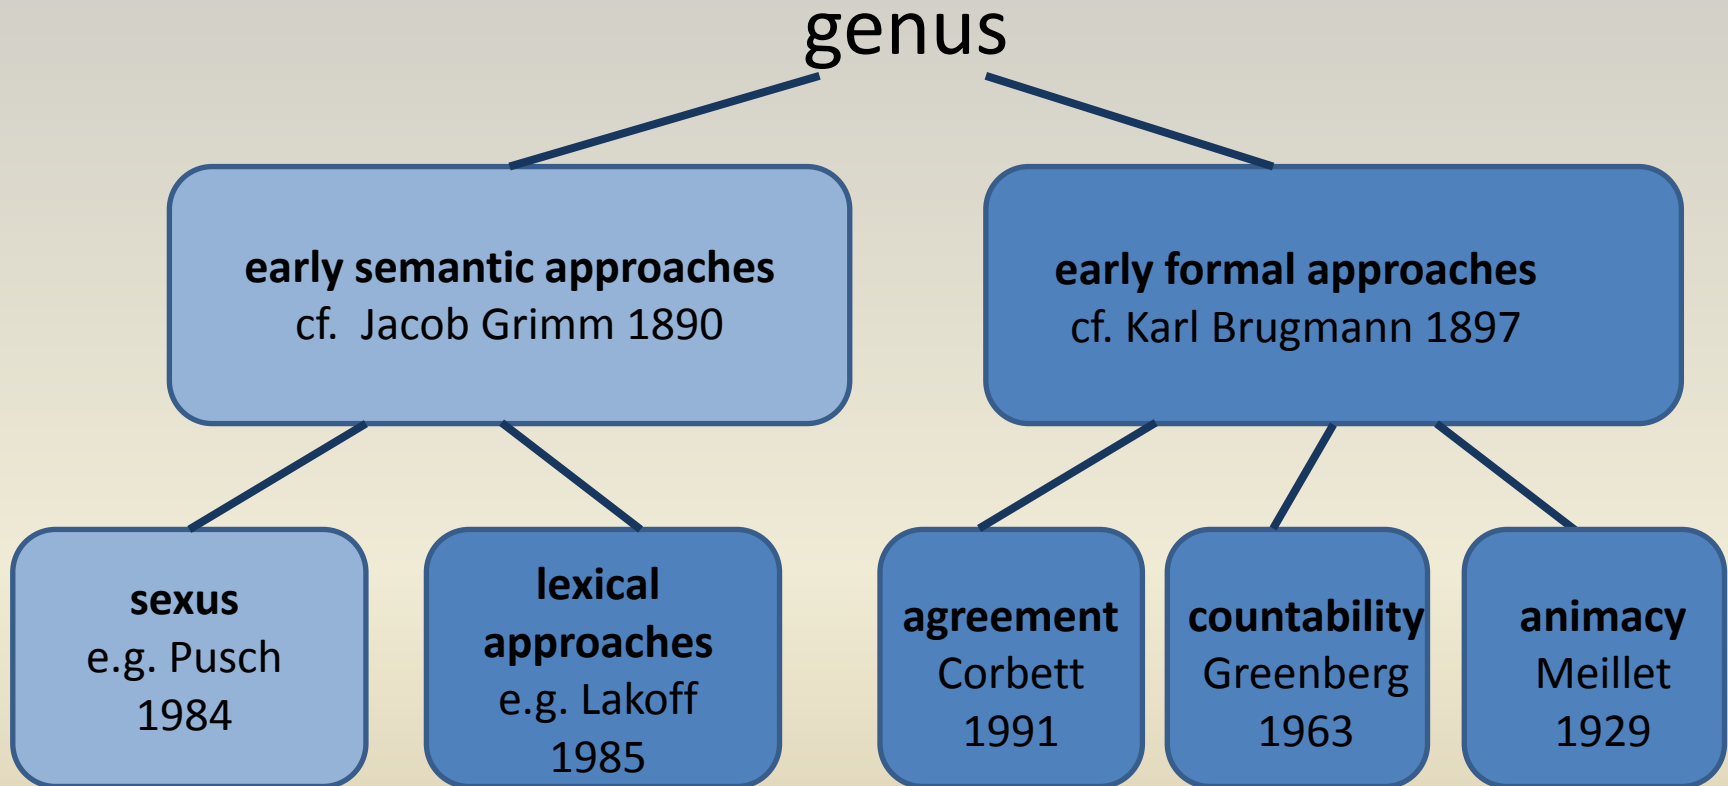 genus
early semantic approaches
cf. Jacob Grimm 1890
early formal approaches
cf. Karl Brugmann 1897
sexus
e.g. Pusch
1984
lexical
approaches
e.g. Lakoff
1985
agreement
Corbett
1991
countability
Greenberg
1963
animacy
Meillet
1929